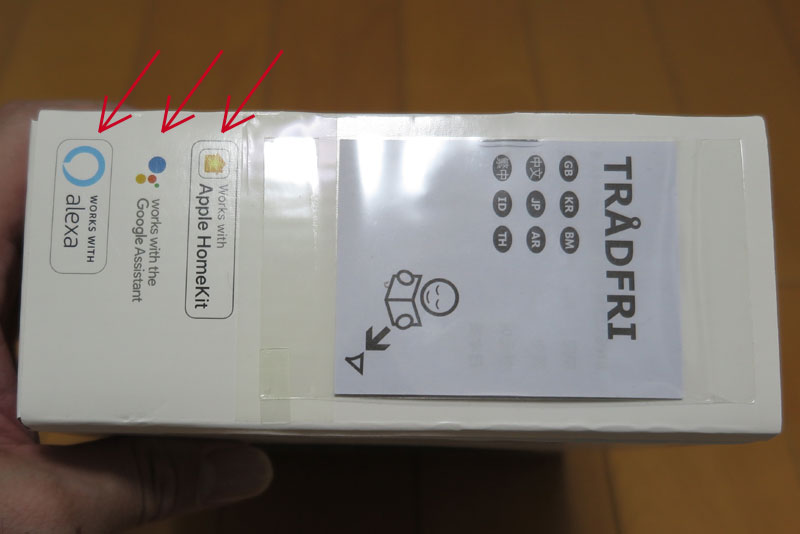 TRÅDFRI
GB KR BM
中文 JP AR
繁中 ID TH
Works with
Apple HomeKit
works with the
Google Assistant
WORKS WITH
alexa